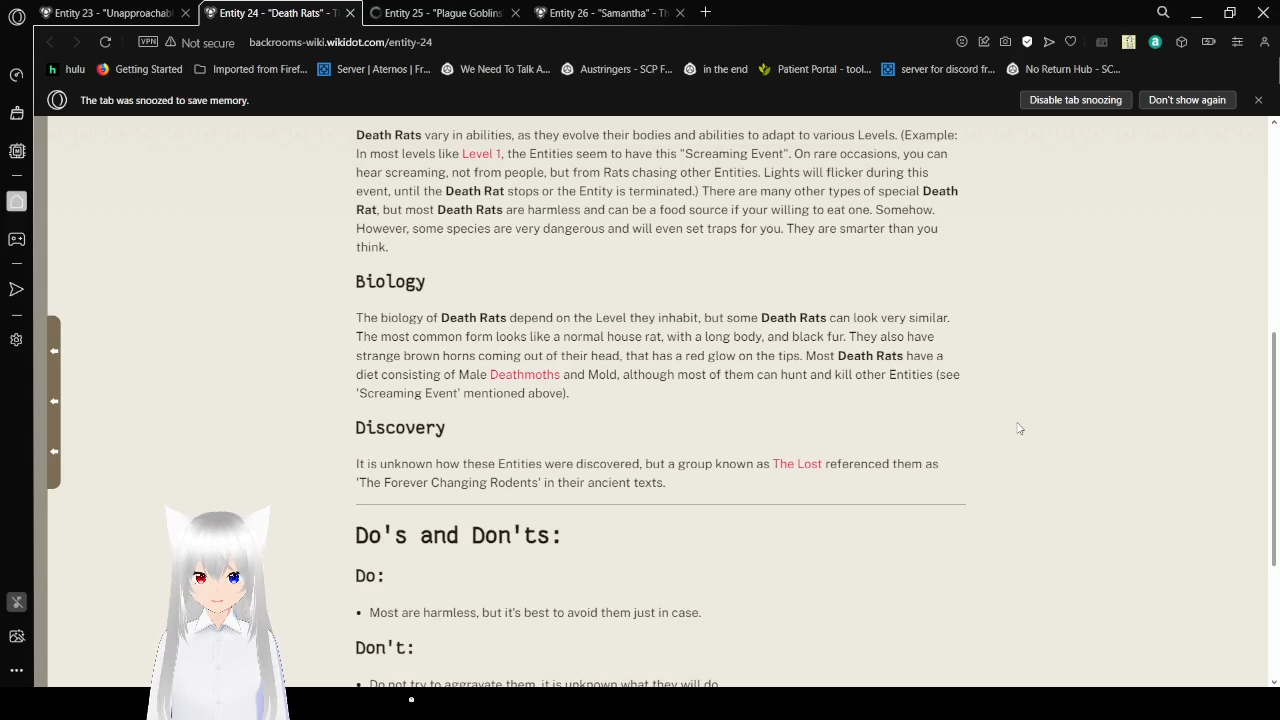 Entity 23 - "Unapproachabl
Entity 24 - "Death Rats" - T
Entity 25 - "Plague Goblins"
Entity 26 - "Samantha" - Th
VPN
Not secure
backrooms-wiki.wikidot.com/entity-24
hulu
Getting Started
Imported from Firef...
Server | Aternos | Fr...
We Need To Talk A...
Austringers - SCP F...
in the end
Patient Portal - tool...
server for discord fr...
No Return Hub - SC...
The tab was snoozed to save memory.
Disable tab snoozing
Don't show again
Death Rats vary in abilities, as they evolve their bodies and abilities to adapt to various Levels. (Example:
In most levels like Level 1, the Entities seem to have this "Screaming Event". On rare occasions, you can
hear screaming, not from people, but from Rats chasing other Entities. Lights will flicker during this
event, until the Death Rat stops or the Entity is terminated.) There are many other types of special Death
Rat, but most Death Rats are harmless and can be a food source if your willing to eat one. Somehow.
However, some species are very dangerous and will even set traps for you. They are smarter than you
think.
Biology
The biology of Death Rats depend on the Level they inhabit, but some Death Rats can look very similar.
The most common form looks like a normal house rat, with a long body, and black fur. They also have
strange brown horns coming out of their head, that has a red glow on the tips. Most Death Rats have a
diet consisting of Male Deathmoths and Mold, although most of them can hunt and kill other Entities (see
'Screaming Event' mentioned above).
Discovery
It is unknown how these Entities were discovered, but a group known as The Lost referenced them as
'The Forever Changing Rodents' in their ancient texts.
Do's and Don'ts:
Do:
• Most are harmless, but it's best to avoid them just in case.
Don't:
• Do not try to aggravate them, it is unknown what they will do.